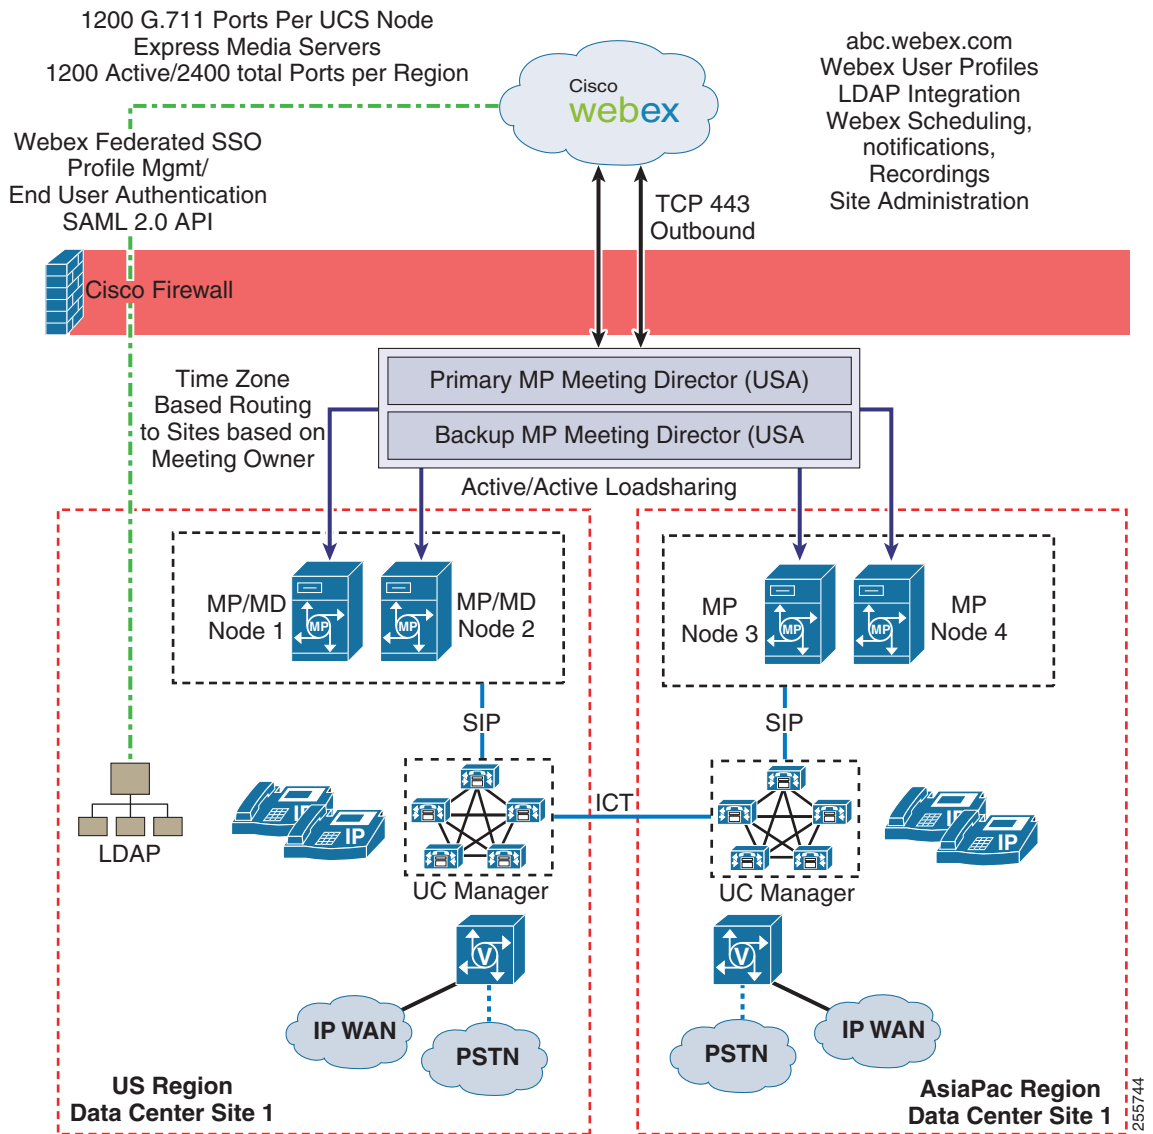 1200 G.711 Ports Per UCS Node
Express Media Servers
1200 Active/2400 total Ports per Region
Cisco
webex
abc.webex.com
Webex User Profiles
LDAP Integration
Webex Scheduling,
notifications,
Recordings
Site Administration
Webex Federated SSO
Profile Mgmt/
End User Authentication
SAML 2.0 API
TCP 443
Outbound
Cisco Firewall
Primary MP Meeting Director (USA)
Backup MP Meeting Director (USA
Time Zone
Based Routing
to Sites based on
Meeting Owner
Active/Active Loadsharing
MP/MD
Node 1
MP
MP
MP/MD
Node 2
MP
Node 3
MP
MP
MP
Node 4
SIP
SIP
LDAP
IP
IP
UC Manager
ICT
UC Manager
IP
IP
V
V
IP WAN
PSTN
PSTN
IP WAN
US Region
Data Center Site 1
AsiaPac Region
Data Center Site 1
255744